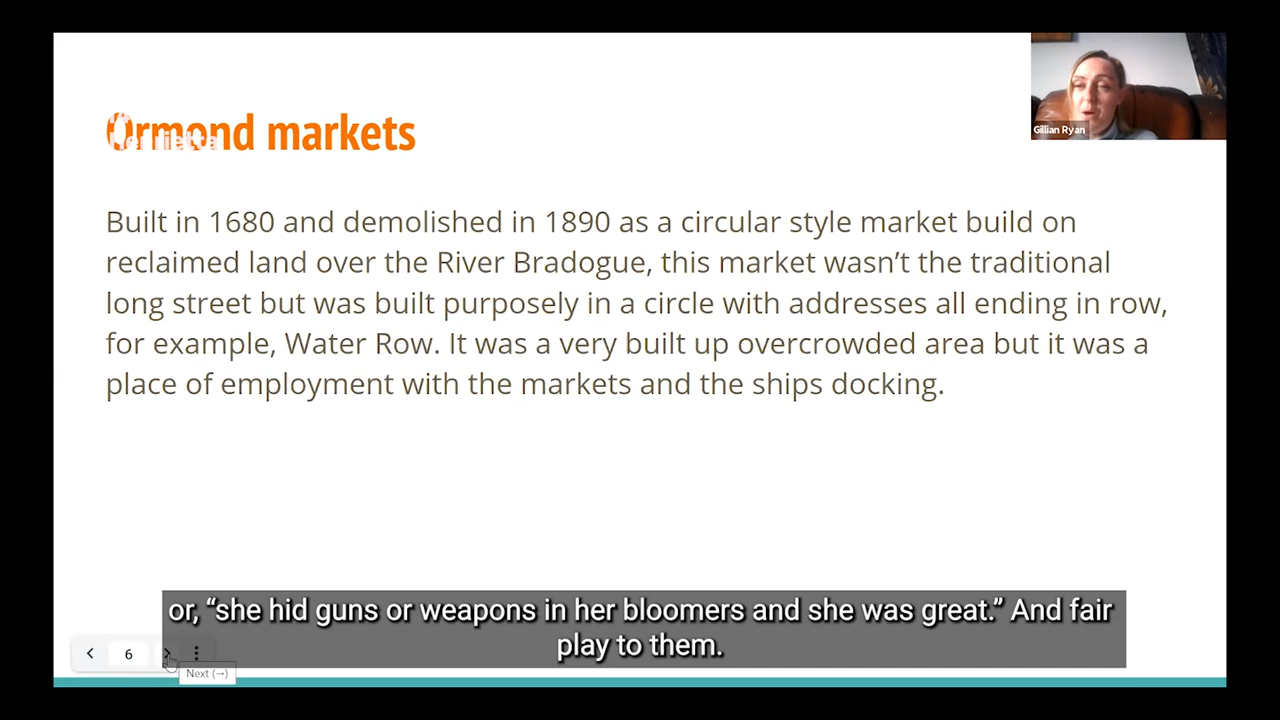 Ormond markets
Henrietta
Gillian Ryan
Built in 1680 and demolished in 1890 as a circular style market build on
reclaimed land over the River Bradogue, this market wasn’t the traditional
long street but was built purposely in a circle with addresses all ending in row,
for example, Water Row. It was a very built up overcrowded area but it was a
place of employment with the markets and the ships docking.
or, “she hid guns or weapons in her bloomers and she was great.” And fair
play to them.
6
Next (→)